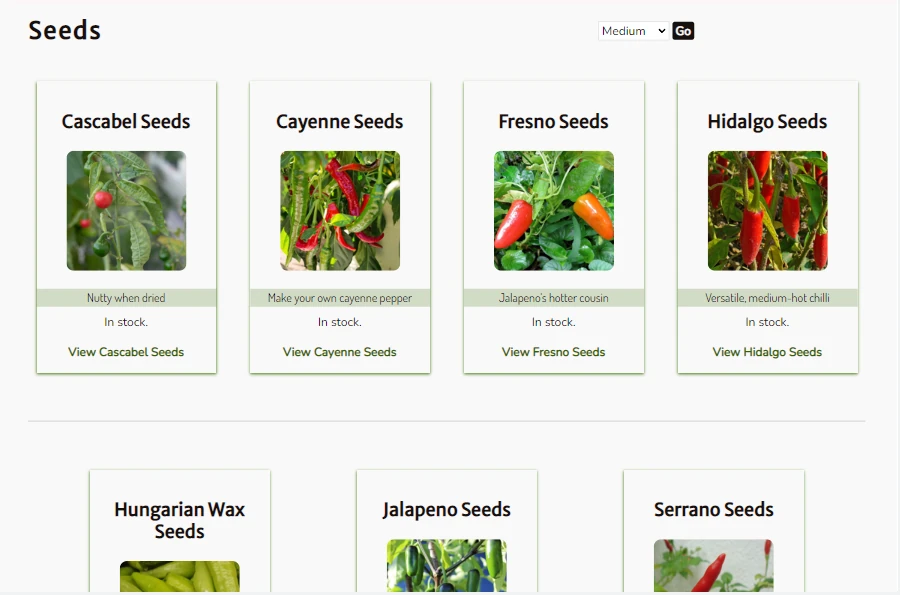 Seeds
Medium
Go
Cascabel Seeds
Cayenne Seeds
Fresno Seeds
Hidalgo Seeds
Nutty when dried
Make your own cayenne pepper
Jalapeno's hotter cousin
Versatile, medium-hot chilli
In stock.
In stock.
In stock.
In stock.
View Cascabel Seeds
View Cayenne Seeds
View Fresno Seeds
View Hidalgo Seeds
Hungarian Wax
Seeds
Jalapeno Seeds
Serrano Seeds